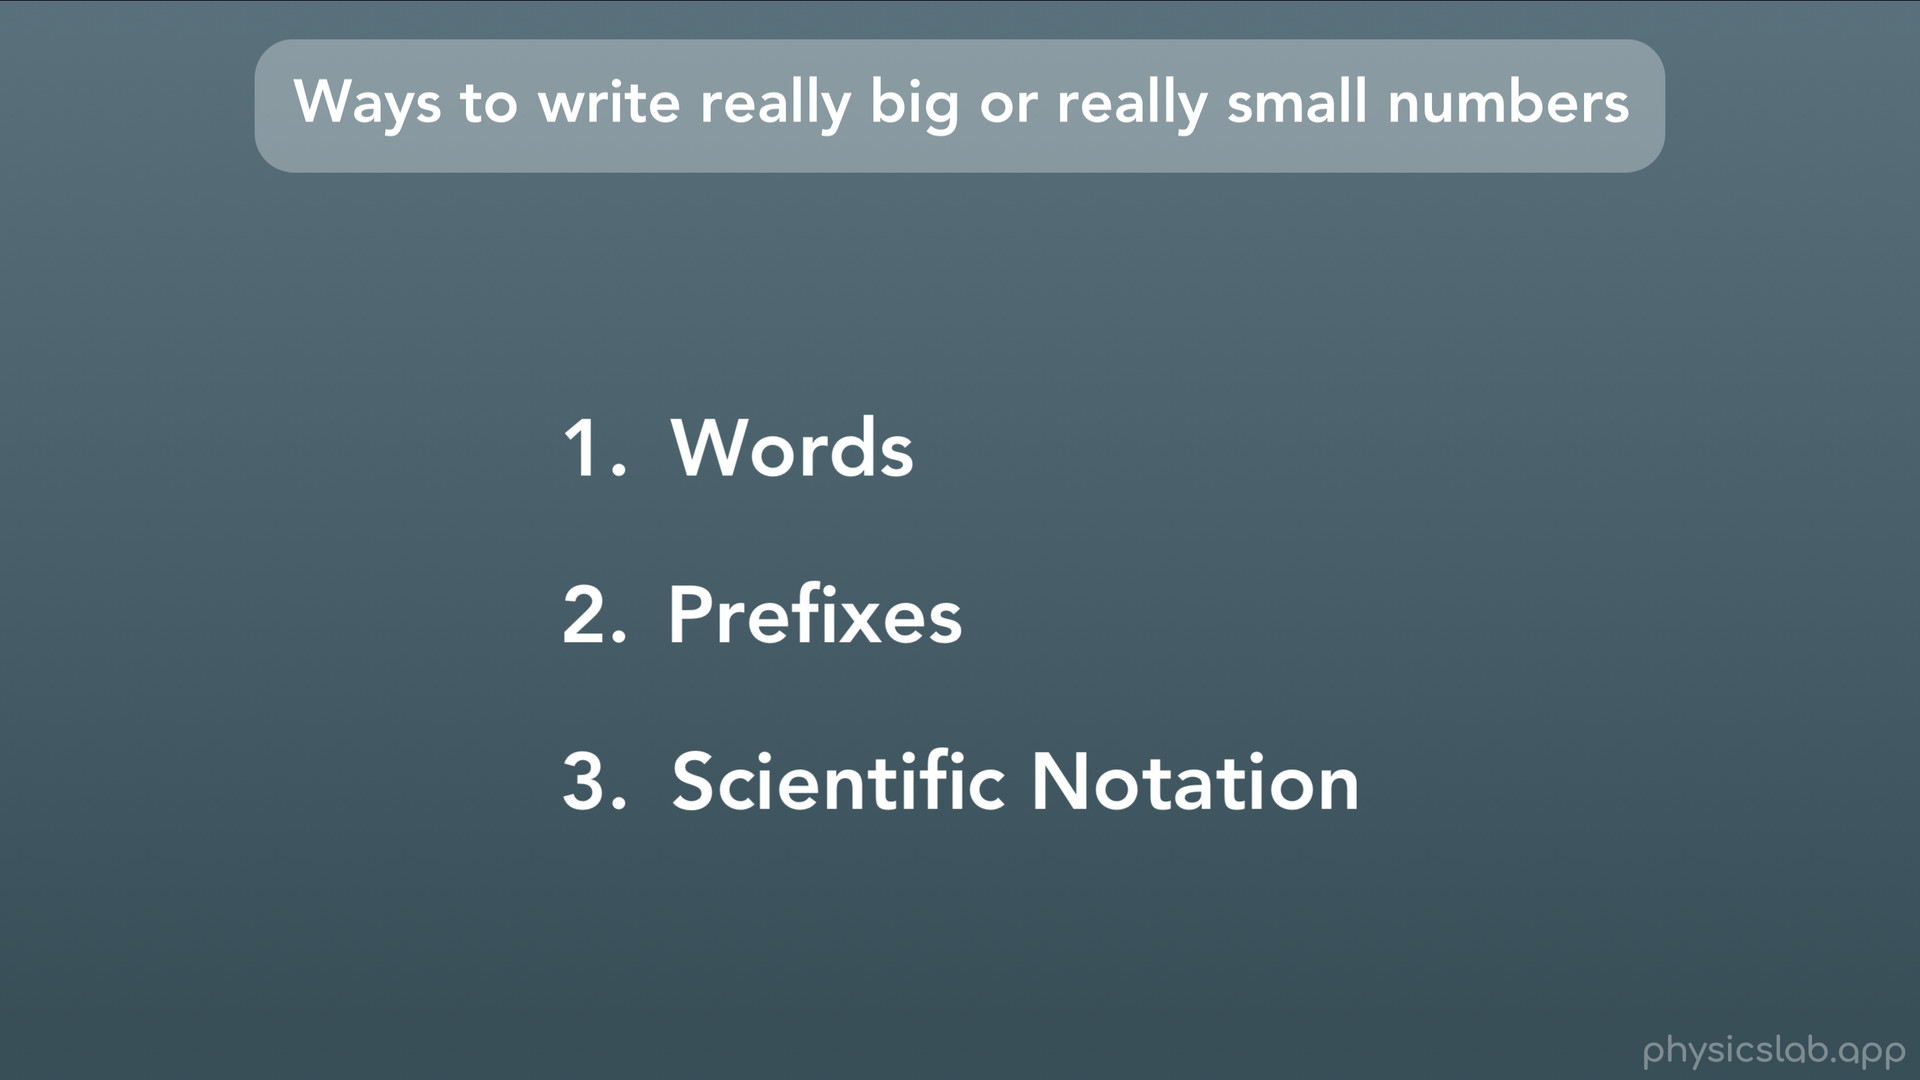 Ways to write really big or really small numbers
1. Words
2. Prefixes
3. Scientific Notation
physicslab.app